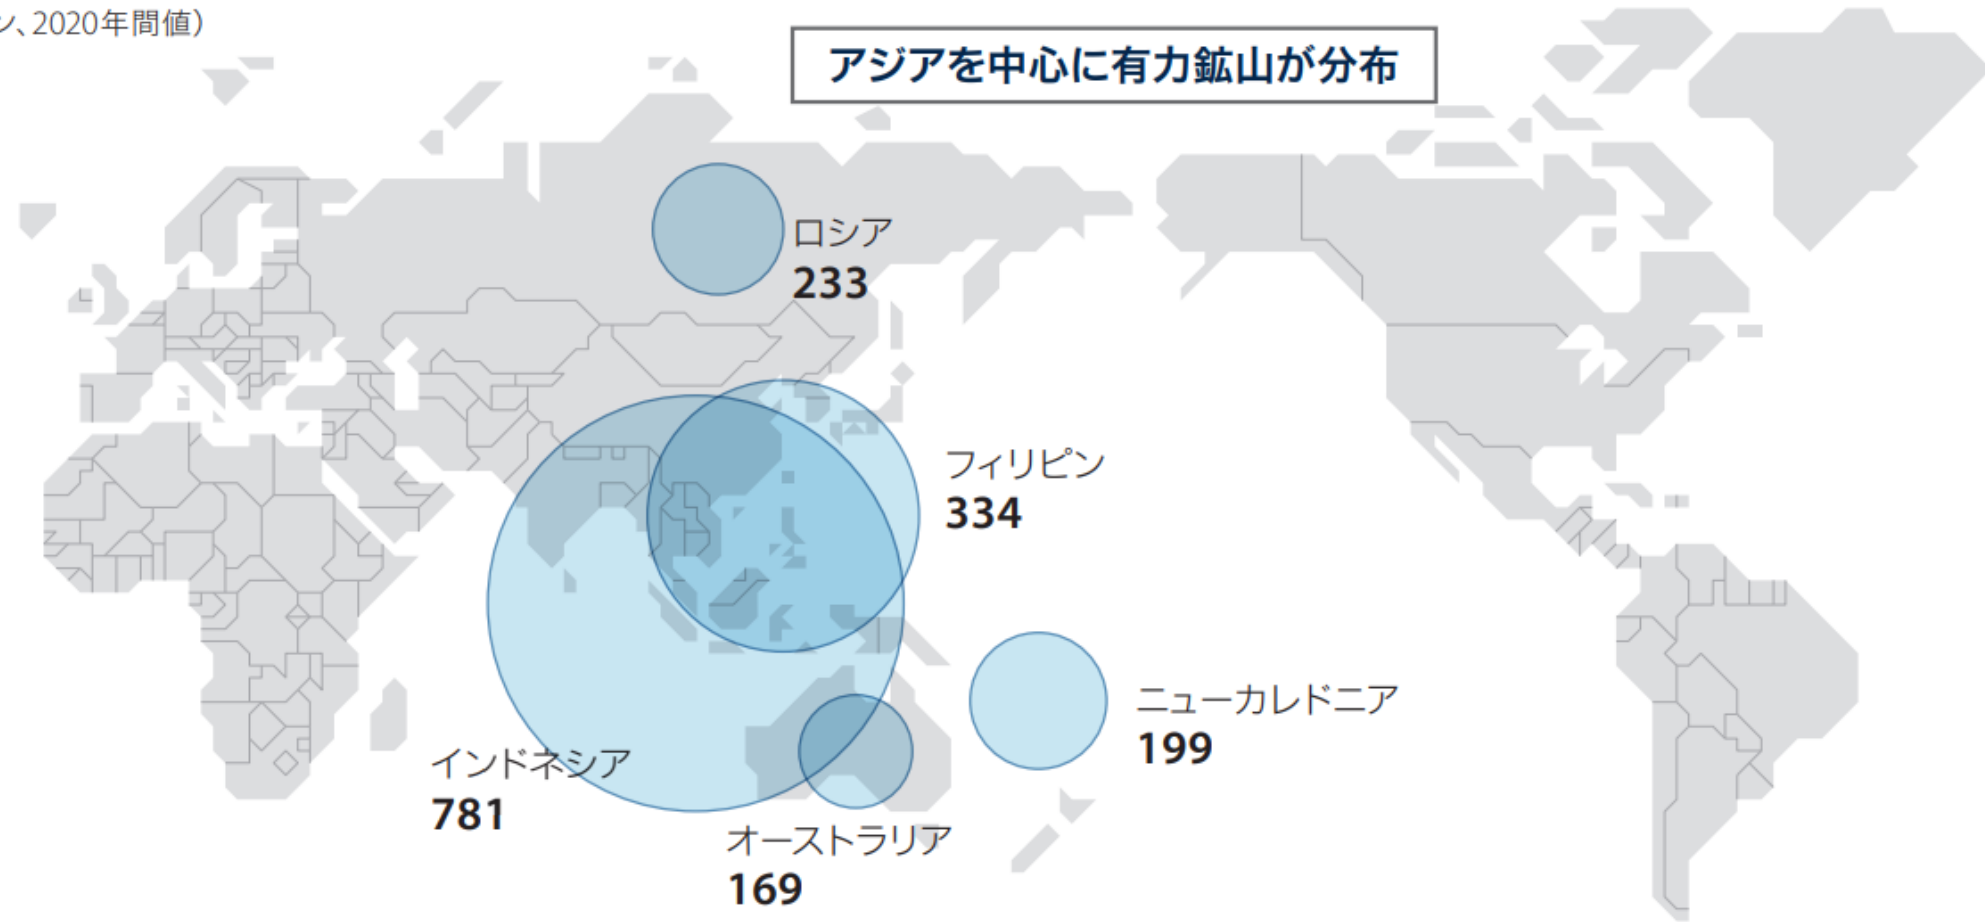 ン、2020年間値）
アジアを中心に有力鉱山が分布
ロシア
233
フィリピン
334
ニューカレドニア
199
インドネシア
781
オーストラリア
169